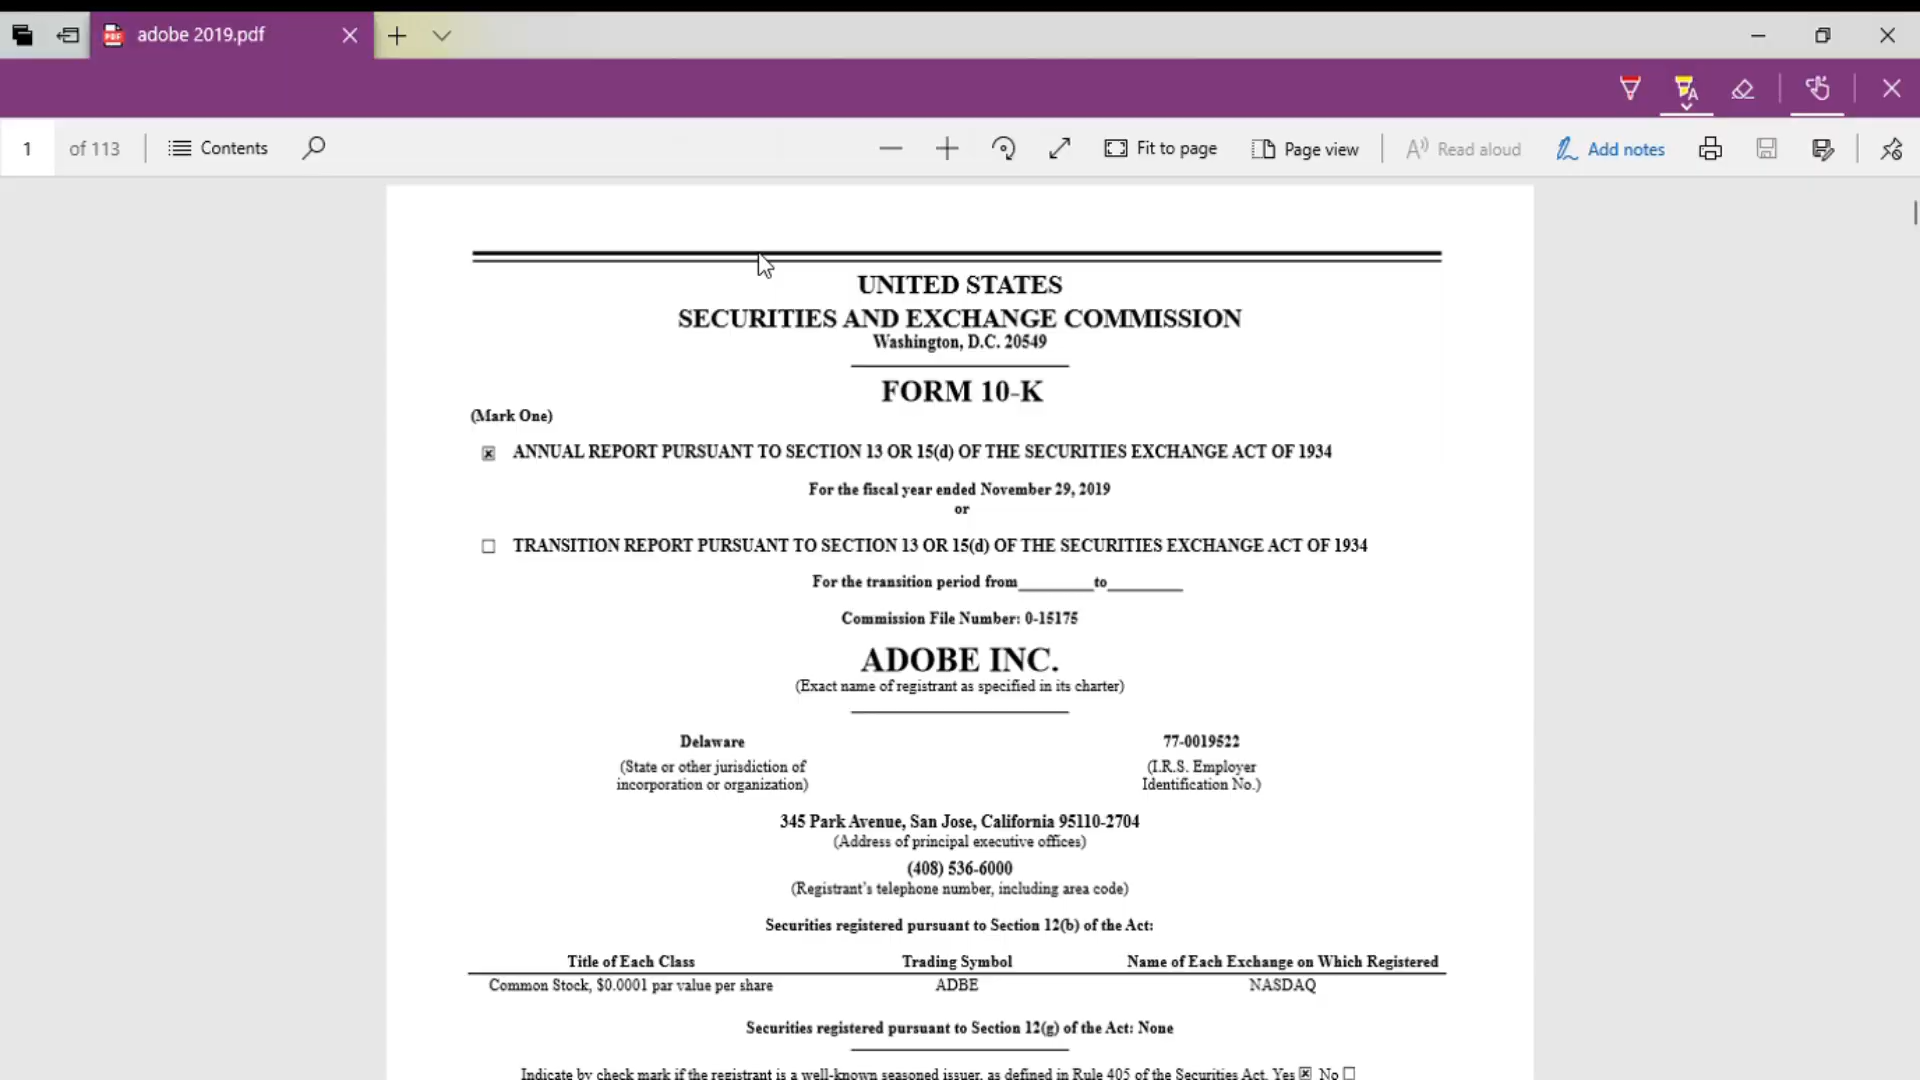 adobe 2019.pdf
1 of 113 Contents Fit to page Page view Read aloud Add notes
UNITED STATES
SECURITIES AND EXCHANGE COMMISSION
Washington, D.C. 20549
FORM 10-K
(Mark One)
☒ ANNUAL REPORT PURSUANT TO SECTION 13 OR 15(d) OF THE SECURITIES EXCHANGE ACT OF 1934
For the fiscal year ended November 29, 2019
or
☐ TRANSITION REPORT PURSUANT TO SECTION 13 OR 15(d) OF THE SECURITIES EXCHANGE ACT OF 1934
For the transition period from_________to_________
Commission File Number: 0-15175
ADOBE INC.
(Exact name of registrant as specified in its charter)
Delaware 77-0019522
(State or other jurisdiction of (I.R.S. Employer
incorporation or organization) Identification No.)
345 Park Avenue, San Jose, California 95110-2704
(Address of principal executive offices)
(408) 536-6000
(Registrant's telephone number, including area code)
Securities registered pursuant to Section 12(b) of the Act:
Title of Each Class Trading Symbol Name of Each Exchange on Which Registered
Common Stock, $0.0001 par value per share ADBE NASDAQ
Securities registered pursuant to Section 12(g) of the Act: None
Indicate by check mark if the registrant is a well-known seasoned issuer, as defined in Rule 405 of the Securities Act. Yes ☒ No ☐